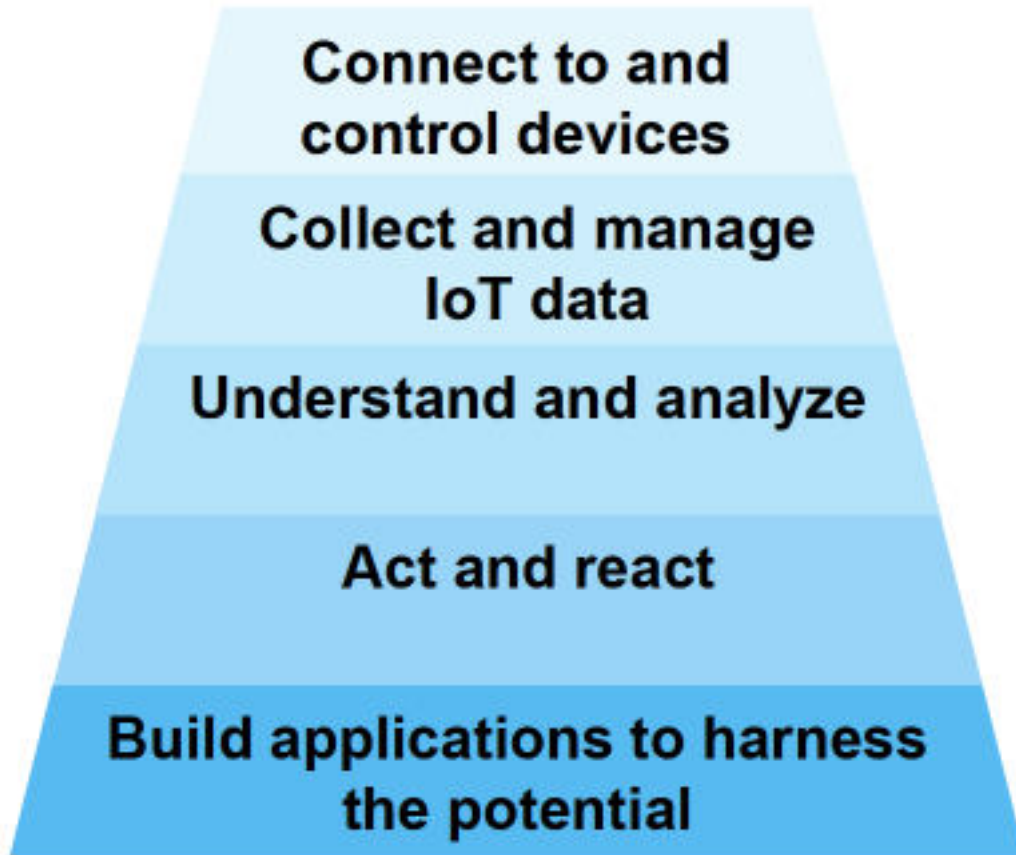 Connect to and
control devices
Collect and manage
IoT data
Understand and analyze
Act and react
Build applications to harness
the potential